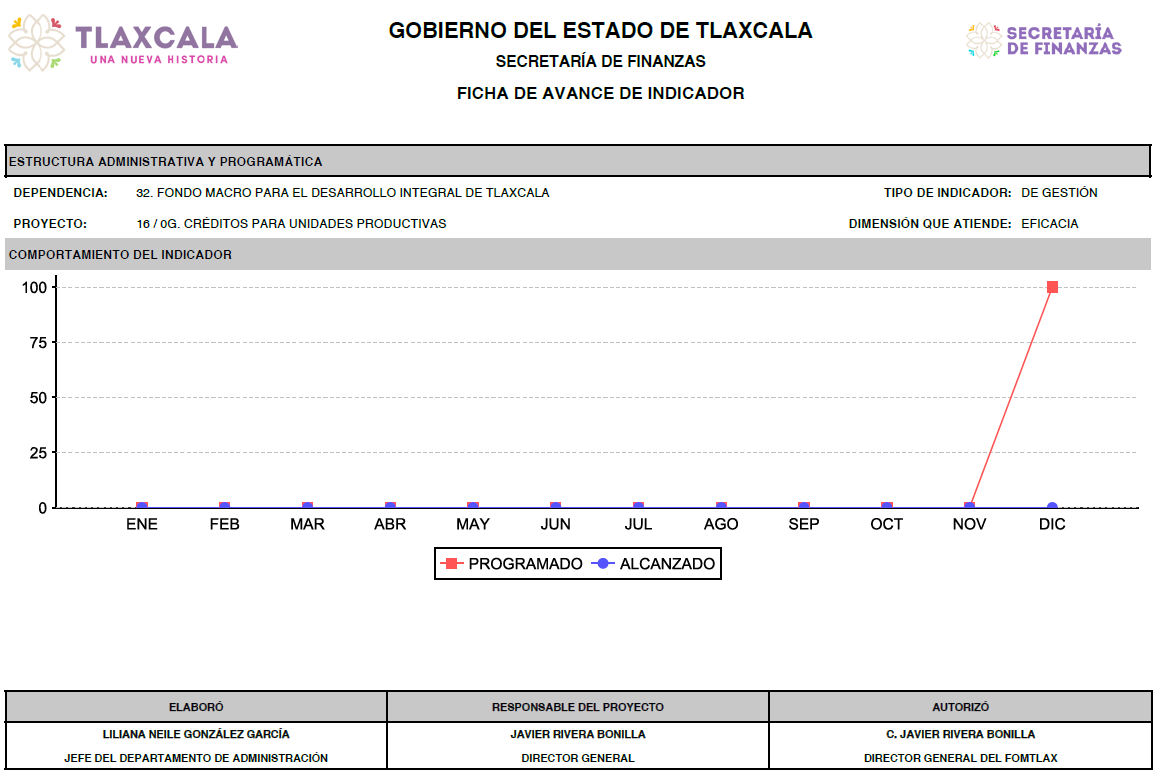 TLAXCALA
UNA NUEVA HISTORIA
GOBIERNO DEL ESTADO DE TLAXCALA
SECRETARÍA DE FINANZAS
FICHA DE AVANCE DE INDICADOR
SECRETARÍA
DE FINANZAS
ESTRUCTURA ADMINISTRATIVA Y PROGRAMÁTICA
DEPENDENCIA: 32. FONDO MACRO PARA EL DESARROLLO INTEGRAL DE TLAXCALA TIPO DE INDICADOR: DE GESTIÓN
PROYECTO: 16 / 0G. CRÉDITOS PARA UNIDADES PRODUCTIVAS DIMENSIÓN QUE ATIENDE: EFICACIA
COMPORTAMIENTO DEL INDICADOR
100
75
50
25
0
ENE FEB MAR ABR MAY JUN JUL AGO SEP OCT NOV DIC
PROGRAMADO ALCANZADO
ELABORÓ RESPONSABLE DEL PROYECTO AUTORIZÓ
LILIANA NEILE GONZÁLEZ GARCÍA JAVIER RIVERA BONILLA C. JAVIER RIVERA BONILLA
JEFE DEL DEPARTAMENTO DE ADMINISTRACIÓN DIRECTOR GENERAL DIRECTOR GENERAL DEL FOMTLAX